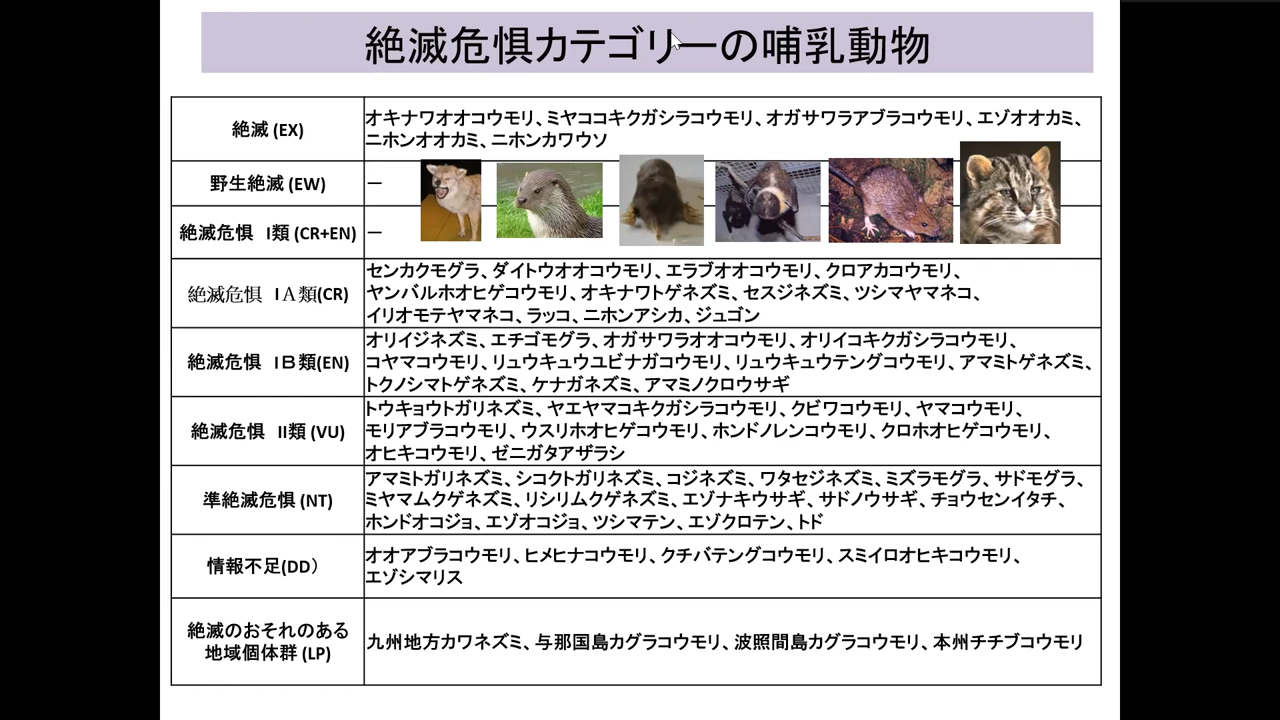 絶滅危惧カテゴリーの哺乳動物
絶滅 (EX)
オキナワオオコウモリ、ミヤココキクガシラコウモリ、オガサワラアブラコウモリ、エゾオオカミ、
ニホンオオカミ、ニホンカワウソ
野生絶滅 (EW)
－
絶滅危惧　I類 (CR+EN)
－
絶滅危惧　IＡ類(CR)
センカクモグラ、ダイトウオオコウモリ、エラブオオコウモリ、クロアカコウモリ、
ヤンバルホオヒゲコウモリ、オキナワトゲネズミ、セスジネズミ、ツシマヤマネコ、
イリオモテヤマネコ、ラッコ、ニホンアシカ、ジュゴン
絶滅危惧　IＢ類(EN)
オリイジネズミ、エチゴモグラ、オガサワラオオコウモリ、オリイコキクガシラコウモリ、
コヤマコウモリ、リュウキュウユビナガコウモリ、リュウキュウテングコウモリ、アマミトゲネズミ、
トクノシマトゲネズミ、ケナガネズミ、アマミノクロウサギ
絶滅危惧　II類 (VU)
トウキョウトガリネズミ、ヤエヤマコキクガシラコウモリ、クビワコウモリ、ヤマコウモリ、
モリアブラコウモリ、ウスリホオヒゲコウモリ、ホンドノレンコウモリ、クロホオヒゲコウモリ、
オヒキコウモリ、ゼニガタアザラシ
準絶滅危惧 (NT)
アマミトガリネズミ、シコクトガリネズミ、コジネズミ、ワタセジネズミ、ミズラモグラ、サドモグラ、
ミヤマムクゲネズミ、リシリムクゲネズミ、エゾナキウサギ、サドノウサギ、チョウセンイタチ、
ホンドオコジョ、エゾオコジョ、ツシマテン、エゾクロテン、トド
情報不足(DD）
オオアブラコウモリ、ヒメヒナコウモリ、クチバテングコウモリ、スミイロオヒキコウモリ、
エゾシマリス
絶滅のおそれのある
地域個体群 (LP)
九州地方カワネズミ、与那国島カグラコウモリ、波照間島カグラコウモリ、本州チチブコウモリ